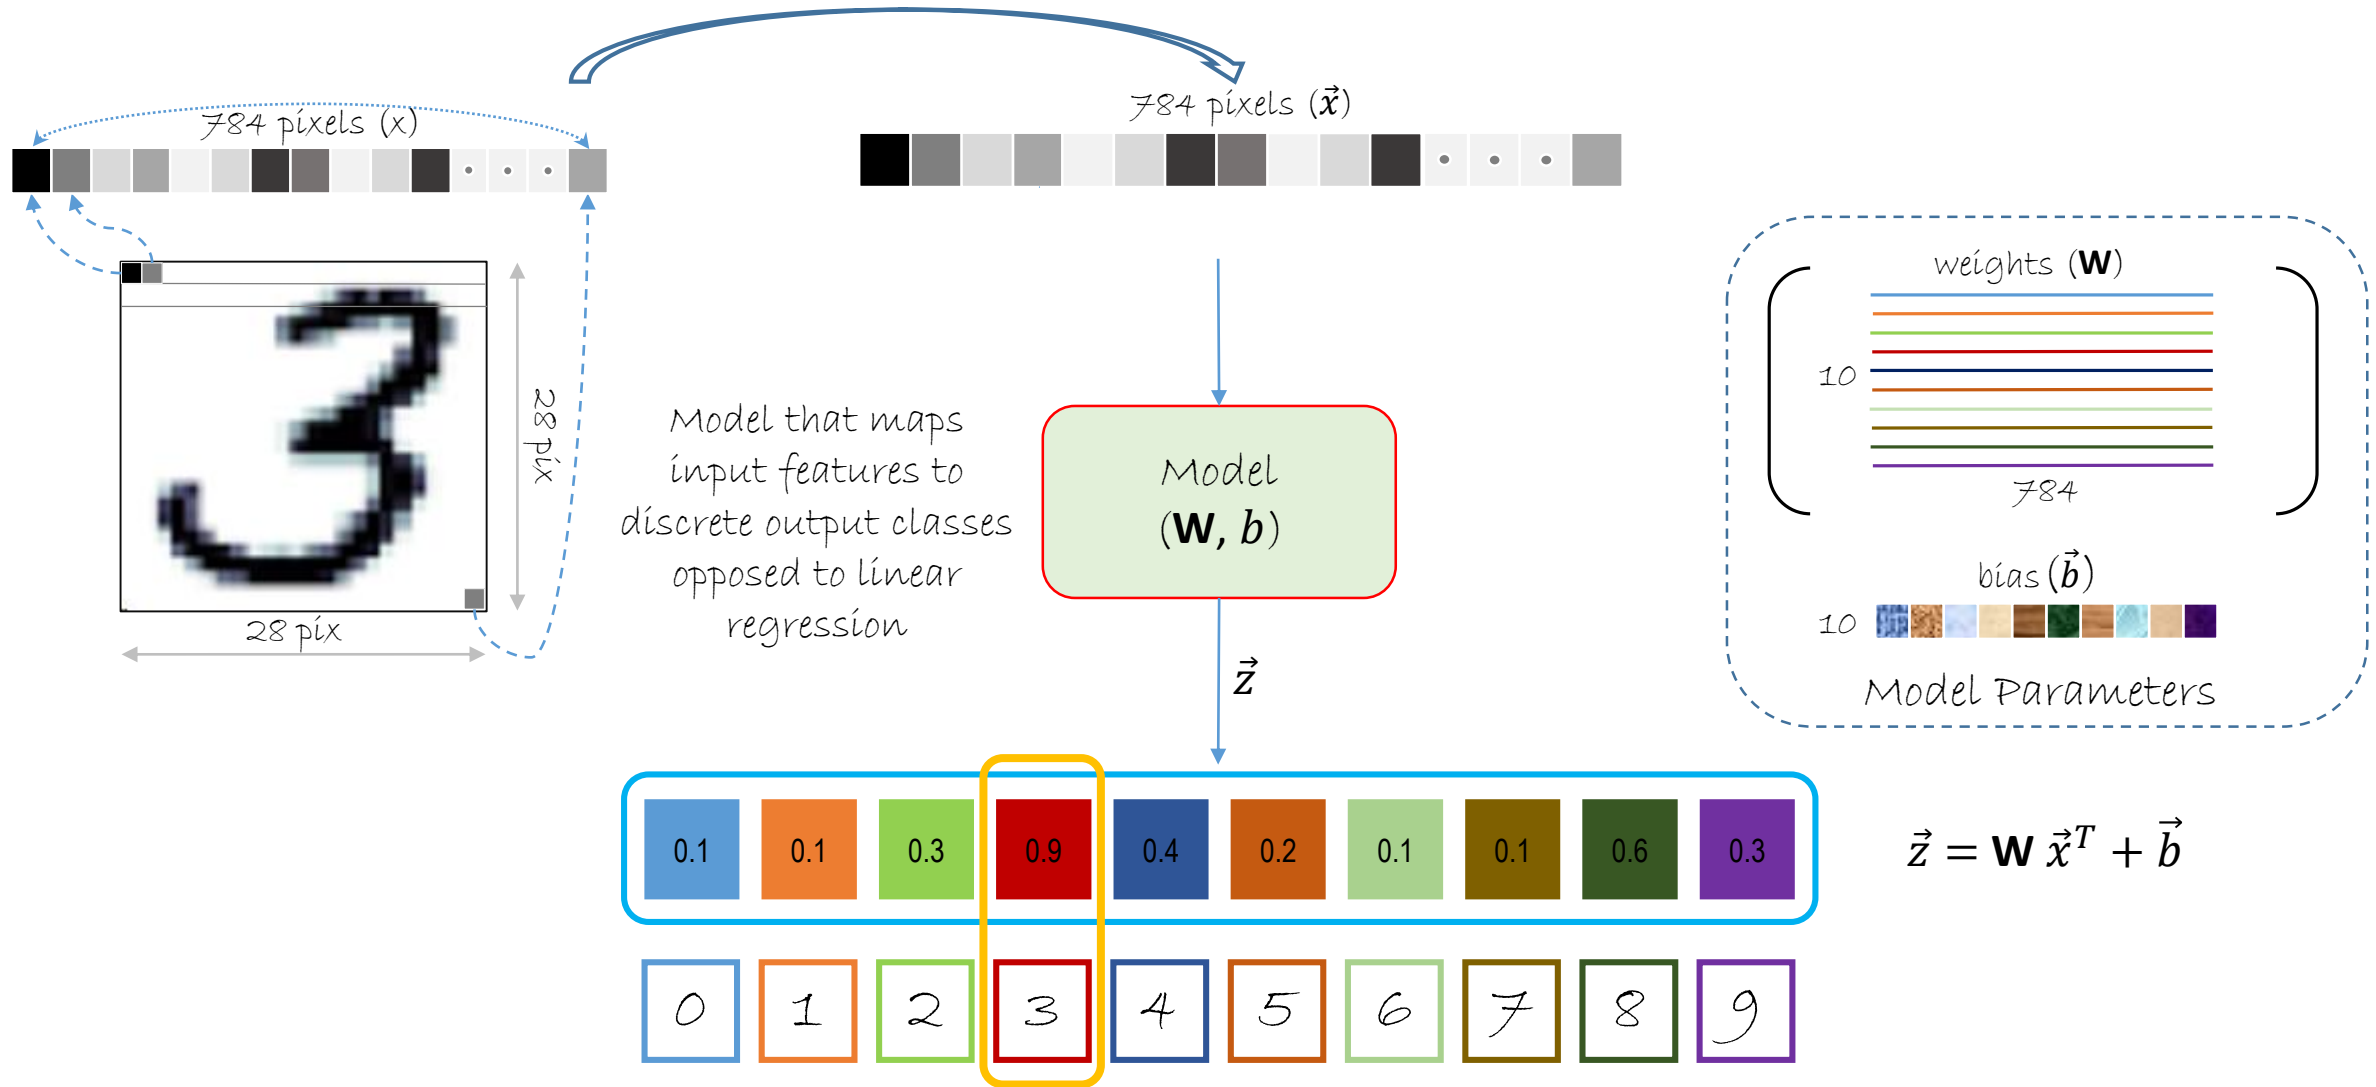 784 pixels (x)
784 pixels (x⃗)
28 pix
28 pix
Model that maps
input features to
discrete output classes
opposed to linear
regression
Model
(W, b)
z⃗
weights (W)
10
784
bias (b⃗)
10
Model Parameters
0.1 0.1 0.3 0.9 0.4 0.2 0.1 0.1 0.6 0.3
z⃗ = W x⃗ᵀ + b⃗
0 1 2 3 4 5 6 7 8 9
3